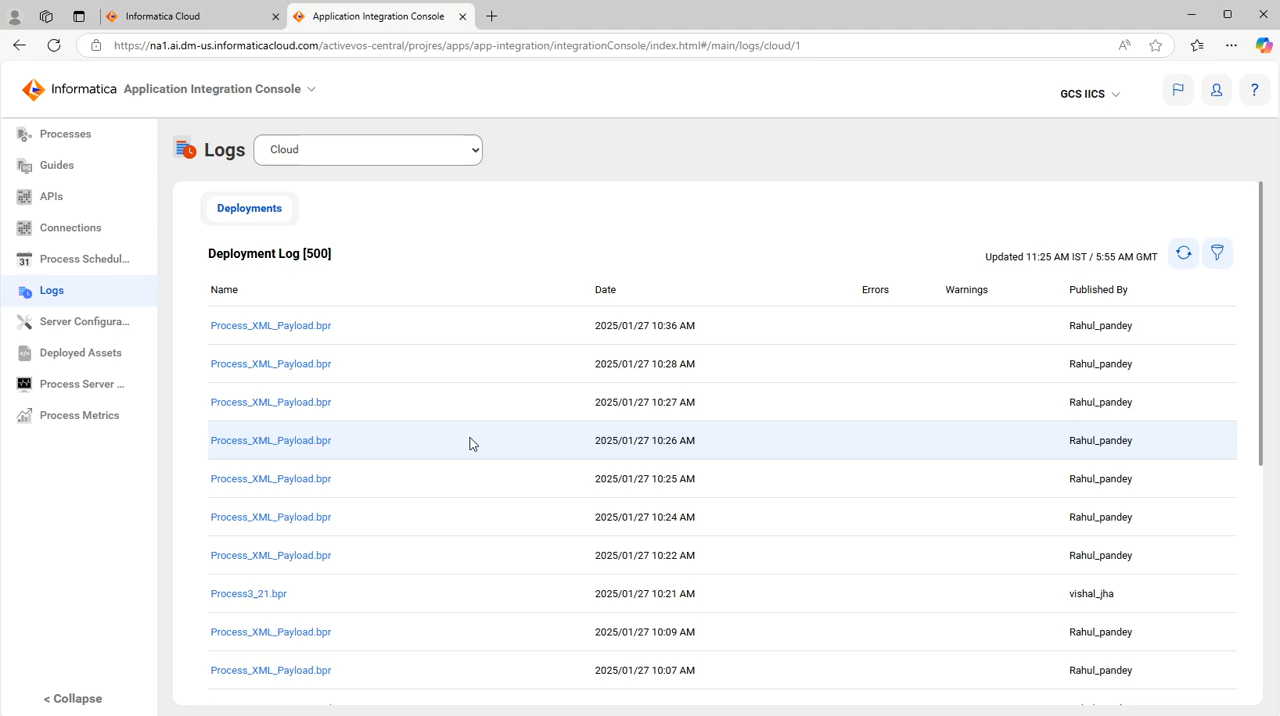 Informatica Cloud
Application Integration Console
https://na1.ai.dm-us.informaticacloud.com/activevos-central/projres/apps/app-integration/integrationConsole/index.html#/main/logs/cloud/1
Informatica Application Integration Console
GCS IICS
?
Processes
Guides
APIs
Connections
31 Process Schedul...
Logs
Server Configura...
Deployed Assets
Process Server ...
Process Metrics
< Collapse
Logs Cloud
Deployments
Deployment Log [500]
Updated 11:25 AM IST / 5:55 AM GMT
Name Date Errors Warnings Published By
Process_XML_Payload.bpr 2025/01/27 10:36 AM Rahul_pandey
Process_XML_Payload.bpr 2025/01/27 10:28 AM Rahul_pandey
Process_XML_Payload.bpr 2025/01/27 10:27 AM Rahul_pandey
Process_XML_Payload.bpr 2025/01/27 10:26 AM Rahul_pandey
Process_XML_Payload.bpr 2025/01/27 10:25 AM Rahul_pandey
Process_XML_Payload.bpr 2025/01/27 10:24 AM Rahul_pandey
Process_XML_Payload.bpr 2025/01/27 10:22 AM Rahul_pandey
Process3_21.bpr 2025/01/27 10:21 AM vishal_jha
Process_XML_Payload.bpr 2025/01/27 10:09 AM Rahul_pandey
Process_XML_Payload.bpr 2025/01/27 10:07 AM Rahul_pandey